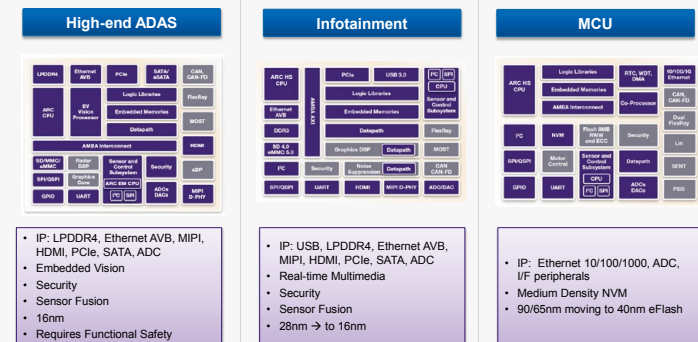 High-end ADAS
LPDDR4
Ethernet
AVB
PCIe
SATA/
eSATA
CAN,
CAN-FD
ARC
CPU
EV
Vision
Processor
Logic Libraries
FlexRay
Embedded Memories
MOST
Datapath
AMBA Interconnect
HDMI
SD/MMC/
eMMC
Radar
DSP
Sensor and
Control
Subsystem
Security
eDP
SPI/QSPI
Graphics
Core
ARC EM CPU
I²C SPI
ADCs
DACs
MIPI
D-PHY
GPIO
UART
• IP: LPDDR4, Ethernet AVB, MIPI,
HDMI, PCIe, SATA, ADC
• Embedded Vision
• Security
• Sensor Fusion
• 16nm
• Requires Functional Safety
Infotainment
ARC HS
CPU
AMBA AXI
PCIe
USB 3.0
I²C SPI
CPU
Sensor and
Control
Subsystem
Logic Libraries
Ethernet
AVB
Embedded Memories
DDR3
Datapath
FlexRay
SD 4.0
eMMC 5.0
Graphics DSP
Datapath
MOST
I²C
Security
Noise
Suppression
Datapath
CAN
CAN-FD
SPI/QSPI
UART
HDMI
MIPI D-PHY
ADC/DAC
• IP: USB, LPDDR4, Ethernet AVB,
MIPI, HDMI, PCIe, SATA, ADC
• Real-time Multimedia
• Security
• Sensor Fusion
• 28nm → to 16nm
MCU
ARC HS
CPU
Logic Libraries
RTC, WDT,
DMA
10/100/1G
Ethernet
Embedded Memories
Co-Processor
CAN,
CAN-FD
AMBA Interconnect
Dual
FlexRay
I²C
NVM
Flash 8MB
RWW
and ECC
Security
Lin
SPI/QSPI
Motor
Control
Sensor and
Control
Subsystem
Datapath
SENT
GPIO
UART
CPU
I²C SPI
ADCs
DACs
PMS
• IP: Ethernet 10/100/1000, ADC,
I/F peripherals
• Medium Density NVM
• 90/65nm moving to 40nm eFlash